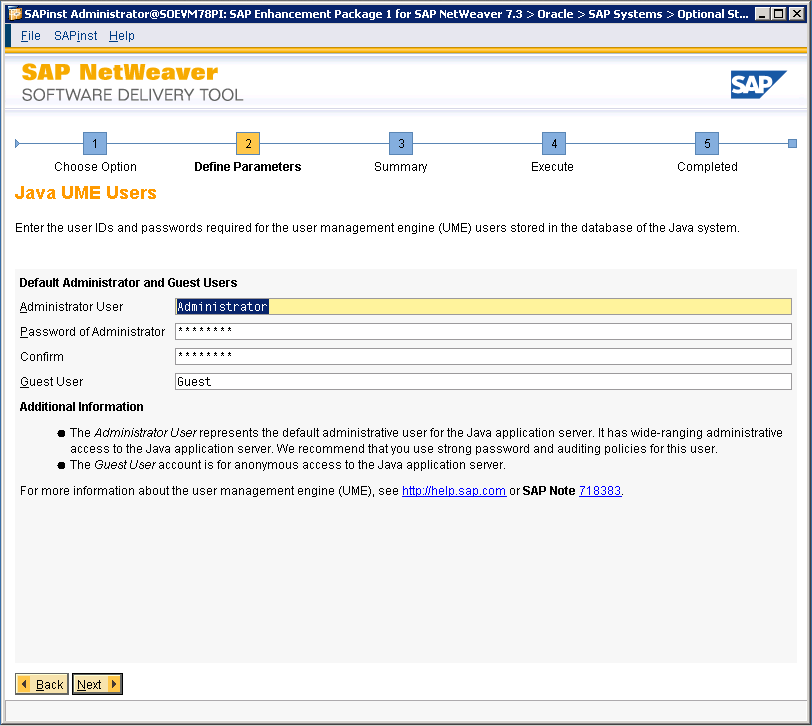 SAPinst Administrator@SOEVM78PI: SAP Enhancement Package 1 for SAP NetWeaver 7.3 > Oracle > SAP Systems > Optional St...
File SAPinst Help
SAP NetWeaver
SOFTWARE DELIVERY TOOL
SAP
1 2 3 4 5
Choose Option Define Parameters Summary Execute Completed
Java UME Users
Enter the user IDs and passwords required for the user management engine (UME) users stored in the database of the Java system.
Default Administrator and Guest Users
Administrator User Administrator
Password of Administrator ********
Confirm ********
Guest User Guest
Additional Information
● The Administrator User represents the default administrative user for the Java application server. It has wide-ranging administrative
access to the Java application server. We recommend that you use strong password and auditing policies for this user.
● The Guest User account is for anonymous access to the Java application server.
For more information about the user management engine (UME), see http://help.sap.com or SAP Note 718383.
Back Next